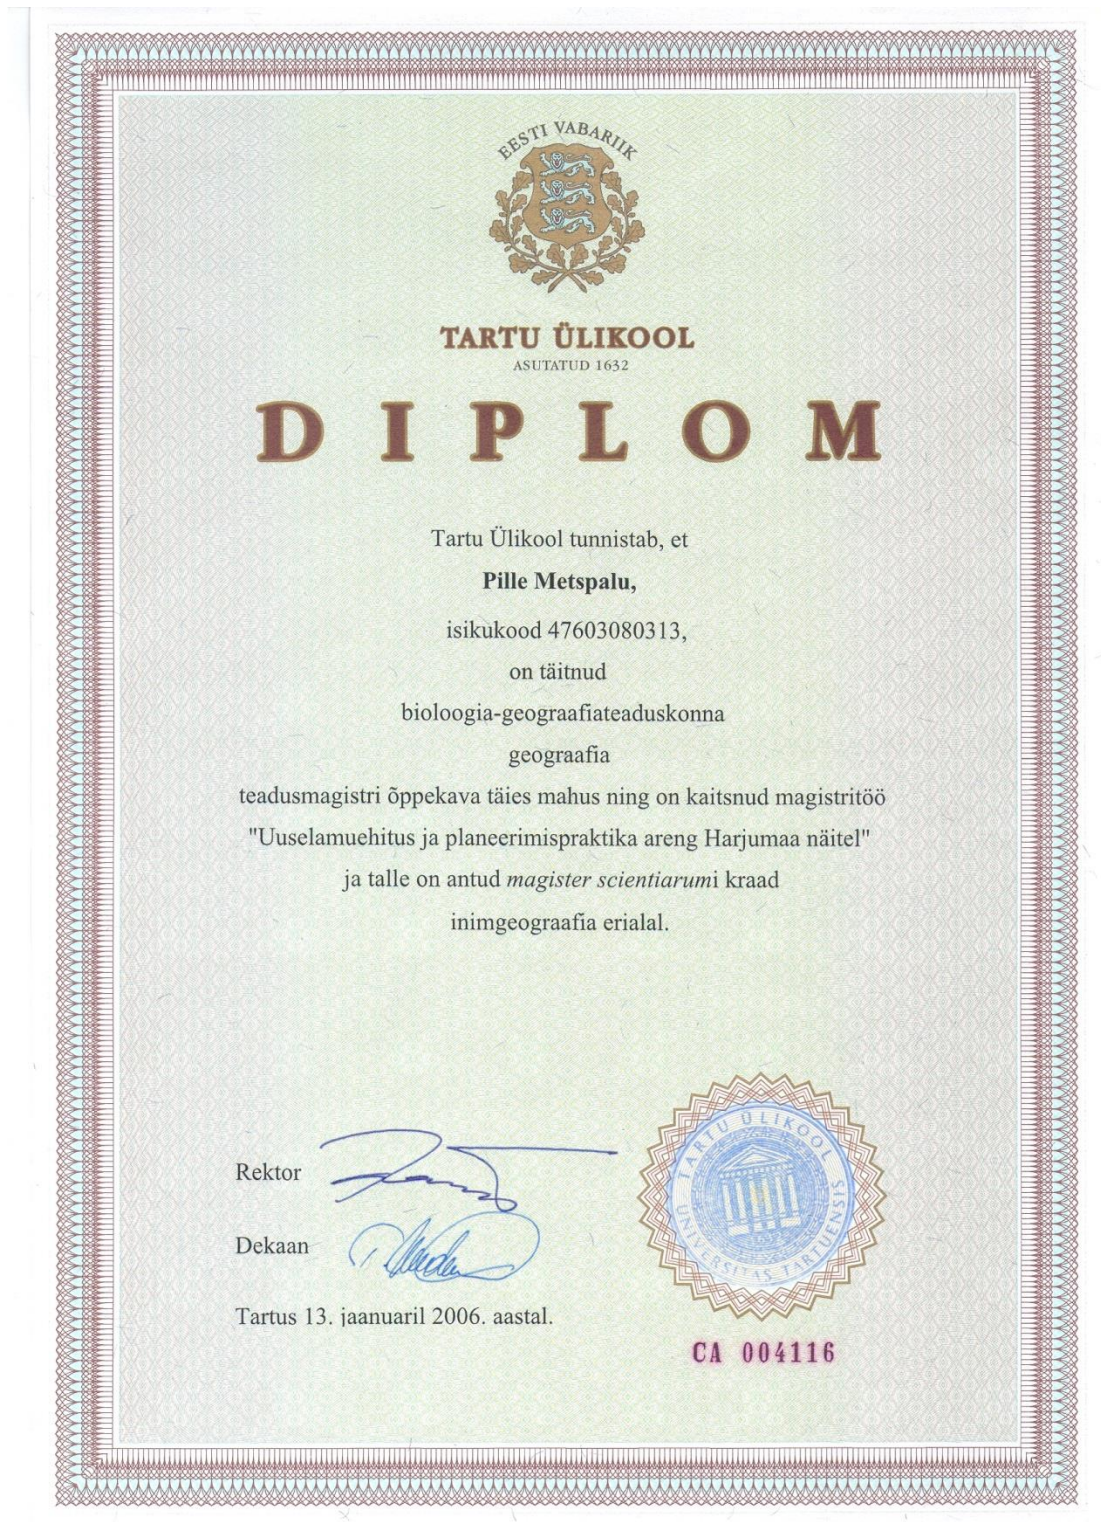 EESTI VABARIIK
TARTU ÜLIKOOL
ASUTATUD 1632
DIPLOM
Tartu Ülikool tunnistab, et
Pille Metspalu,
isikukood 47603080313,
on täitnud
bioloogia-geograafiateaduskonna
geograafia
teadusmagistri õppekava täies mahus ning on kaitsnud magistritöö
"Uuselamuehitus ja planeerimispraktika areng Harjumaa näitel"
ja talle on antud magister scientiarumi kraad
inimgeograafia erialal.
Rektor
Dekaan
Tartus 13. jaanuaril 2006. aastal.
TARTU ÜLIKOOL
UNIVERSITAS TARTUENSIS
1632
CA 004116